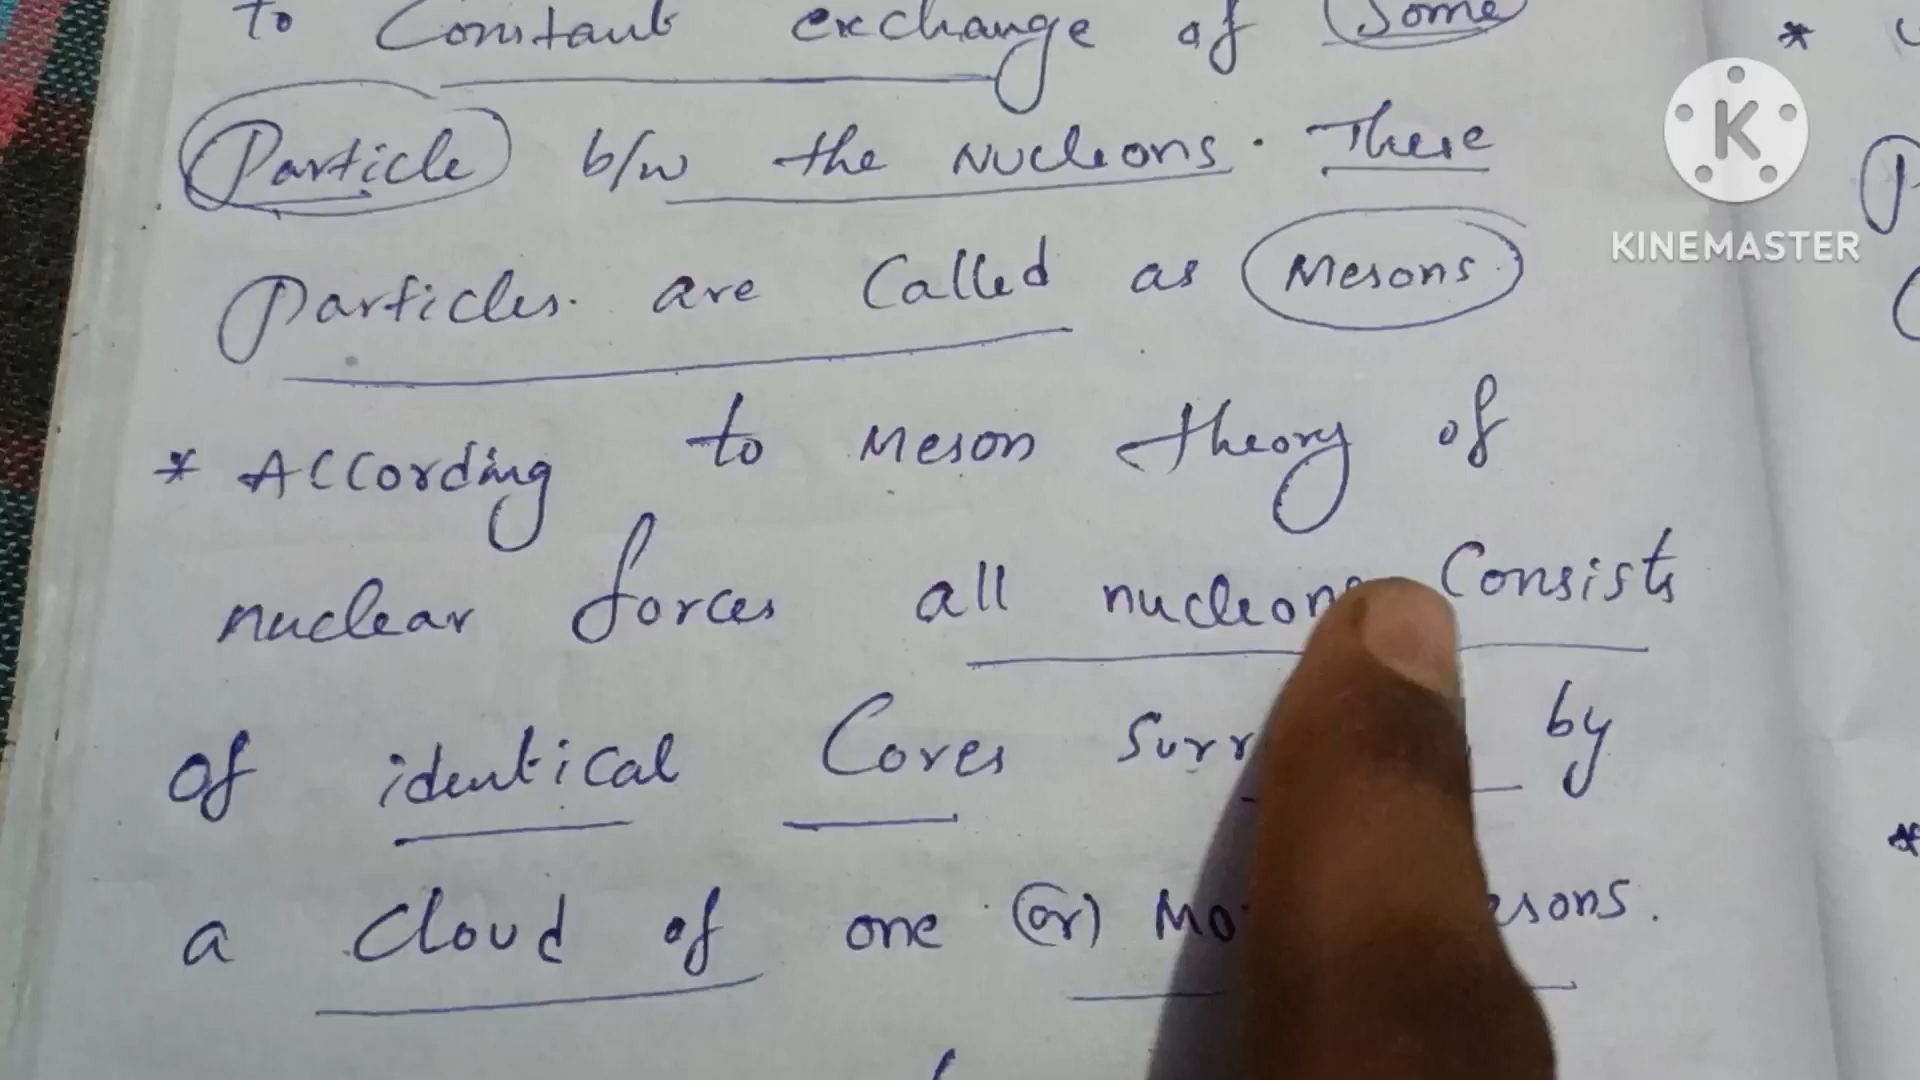 to Constant exchange of Some
Particle b/w the Nucleons. These
Particles. are Called as Mesons.
* According to Meson theory of
nuclear forces all nucleons Consists
of identical Cores by
a Cloud of one (or)
KINEMASTER